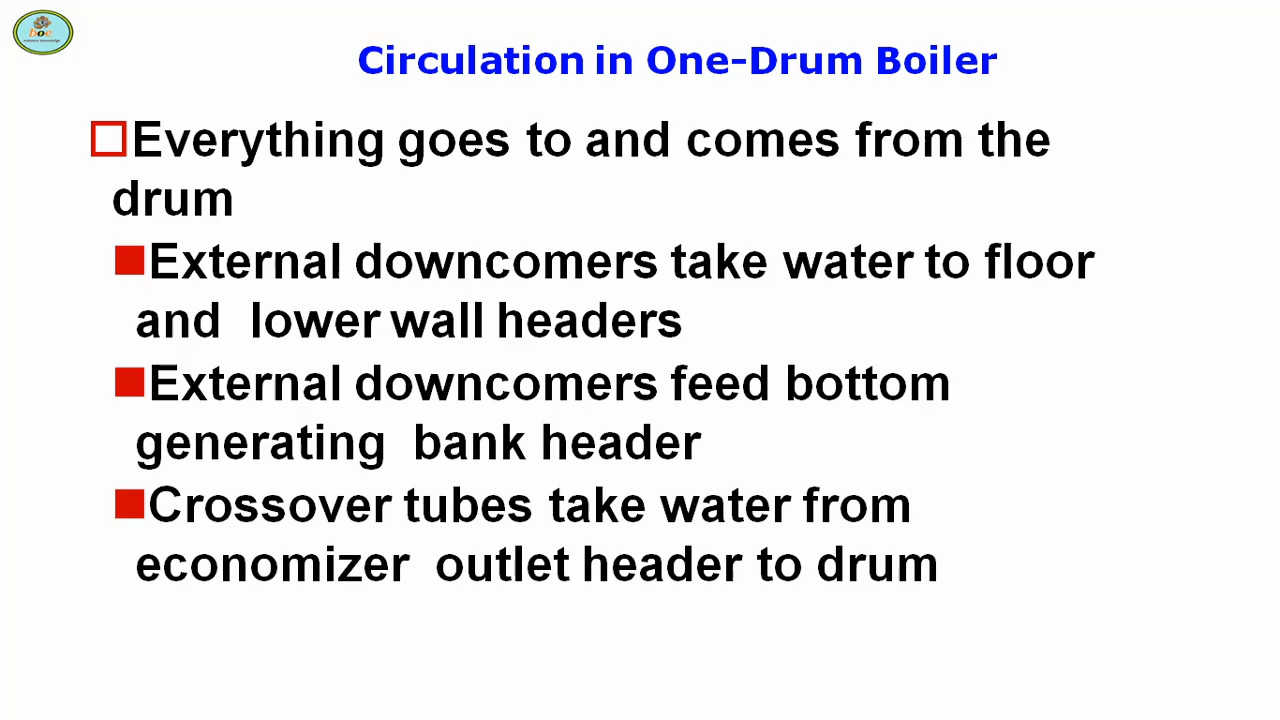 boe
Circulation in One-Drum Boiler
Everything goes to and comes from the
drum
External downcomers take water to floor
and lower wall headers
External downcomers feed bottom
generating bank header
Crossover tubes take water from
economizer outlet header to drum